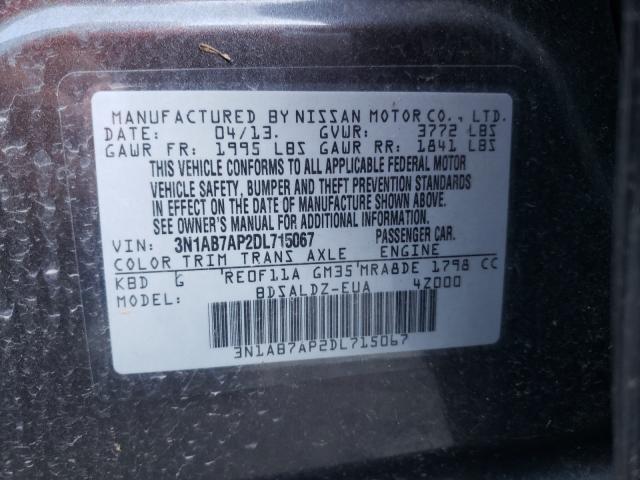 MANUFACTURED BY NISSAN MOTOR CO., LTD.
DATE: 04/13. GVWR: 3772 LBS
GAWR FR: 1995 LBS GAWR RR: 1841 LBS
THIS VEHICLE CONFORMS TO ALL APPLICABLE FEDERAL MOTOR
VEHICLE SAFETY, BUMPER AND THEFT PREVENTION STANDARDS
IN EFFECT ON THE DATE OF MANUFACTURE SHOWN ABOVE.
SEE OWNER'S MANUAL FOR ADDITIONAL INFORMATION.
VIN: 3N1AB7AP2DL715067 PASSENGER CAR.
COLOR TRIM TRANS AXLE ENGINE
KBD G RE0F11A GM35 MRA8DE 1798 CC
MODEL: BDSALDZ-EUA 4Z000
3N1AB7AP2DL715067